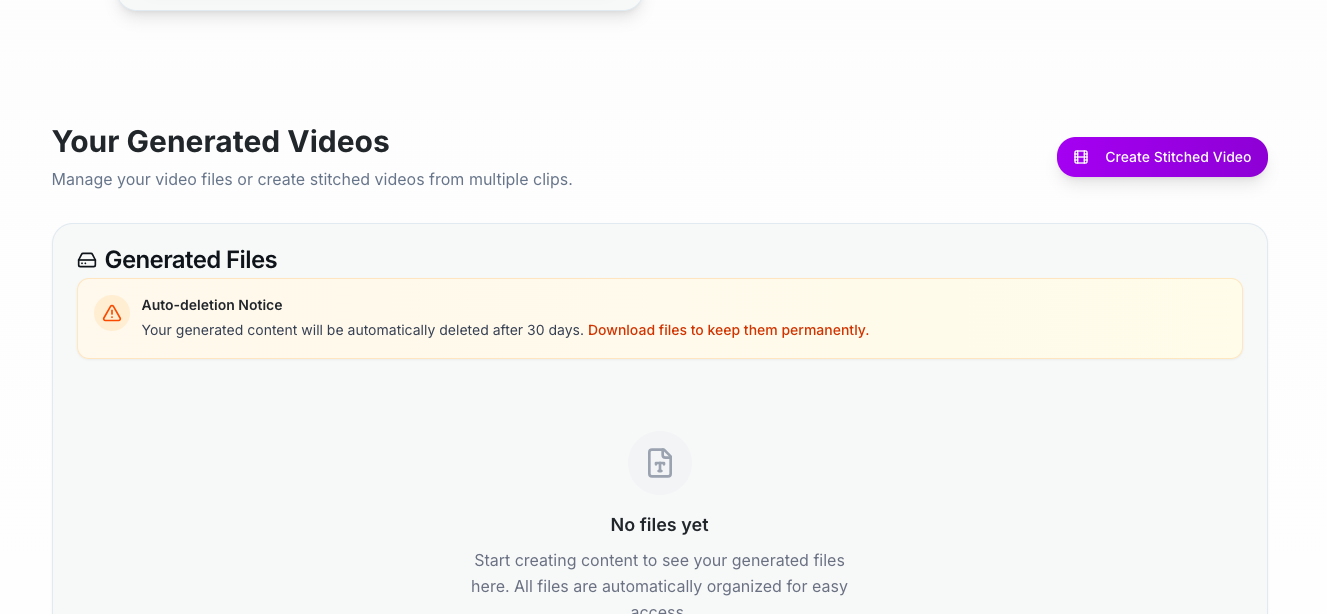 Your Generated Videos
Manage your video files or create stitched videos from multiple clips.
Create Stitched Video
Generated Files
Auto-deletion Notice
Your generated content will be automatically deleted after 30 days. Download files to keep them permanently.
No files yet
Start creating content to see your generated files
here. All files are automatically organized for easy
access.